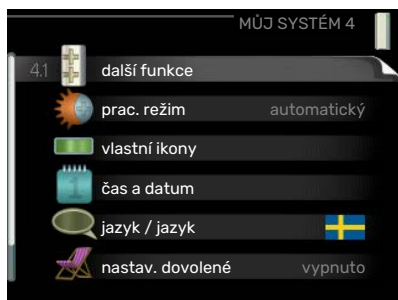 MŮJ SYSTÉM 4
4.1 další funkce
prac. režim automatický
vlastní ikony
čas a datum
jazyk / jazyk
nastav. dovolené vypnuto